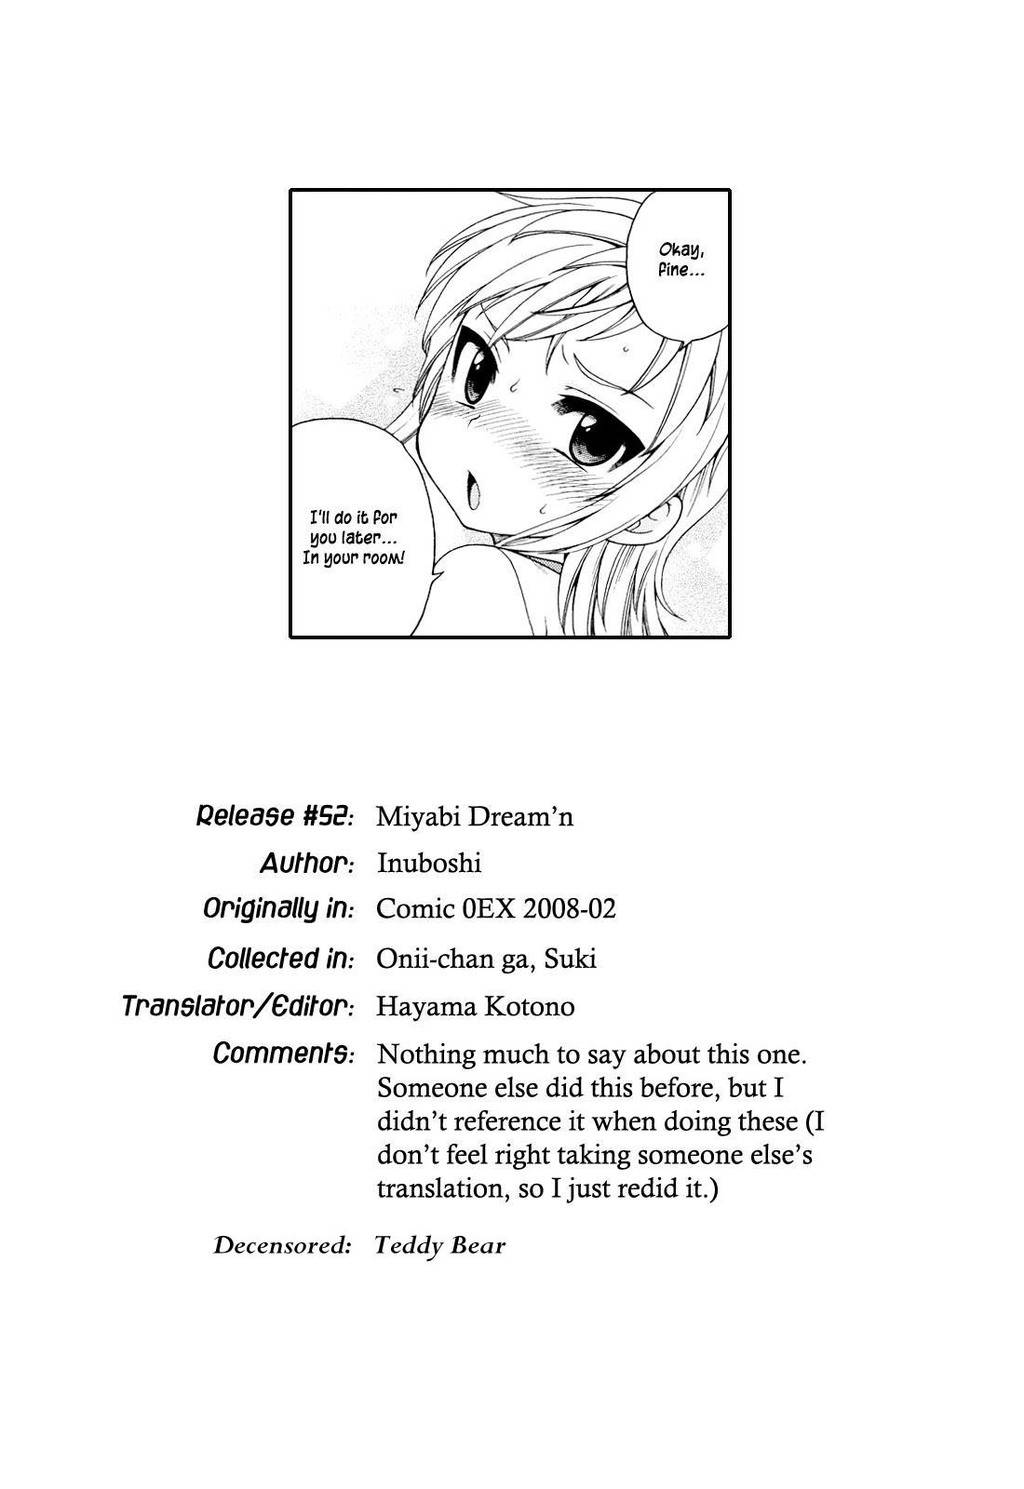 Okay,
fine...
I'll do it for
you later...
In your room!
Release #52: Miyabi Dream'n
Author: Inuboshi
Originally in: Comic 0EX 2008-02
Collected in: Onii-chan ga, Suki
Translator/Editor: Hayama Kotono
Comments: Nothing much to say about this one.
Someone else did this before, but I
didn't reference it when doing these (I
don't feel right taking someone else's
translation, so I just redid it.)
Decensored: Teddy Bear